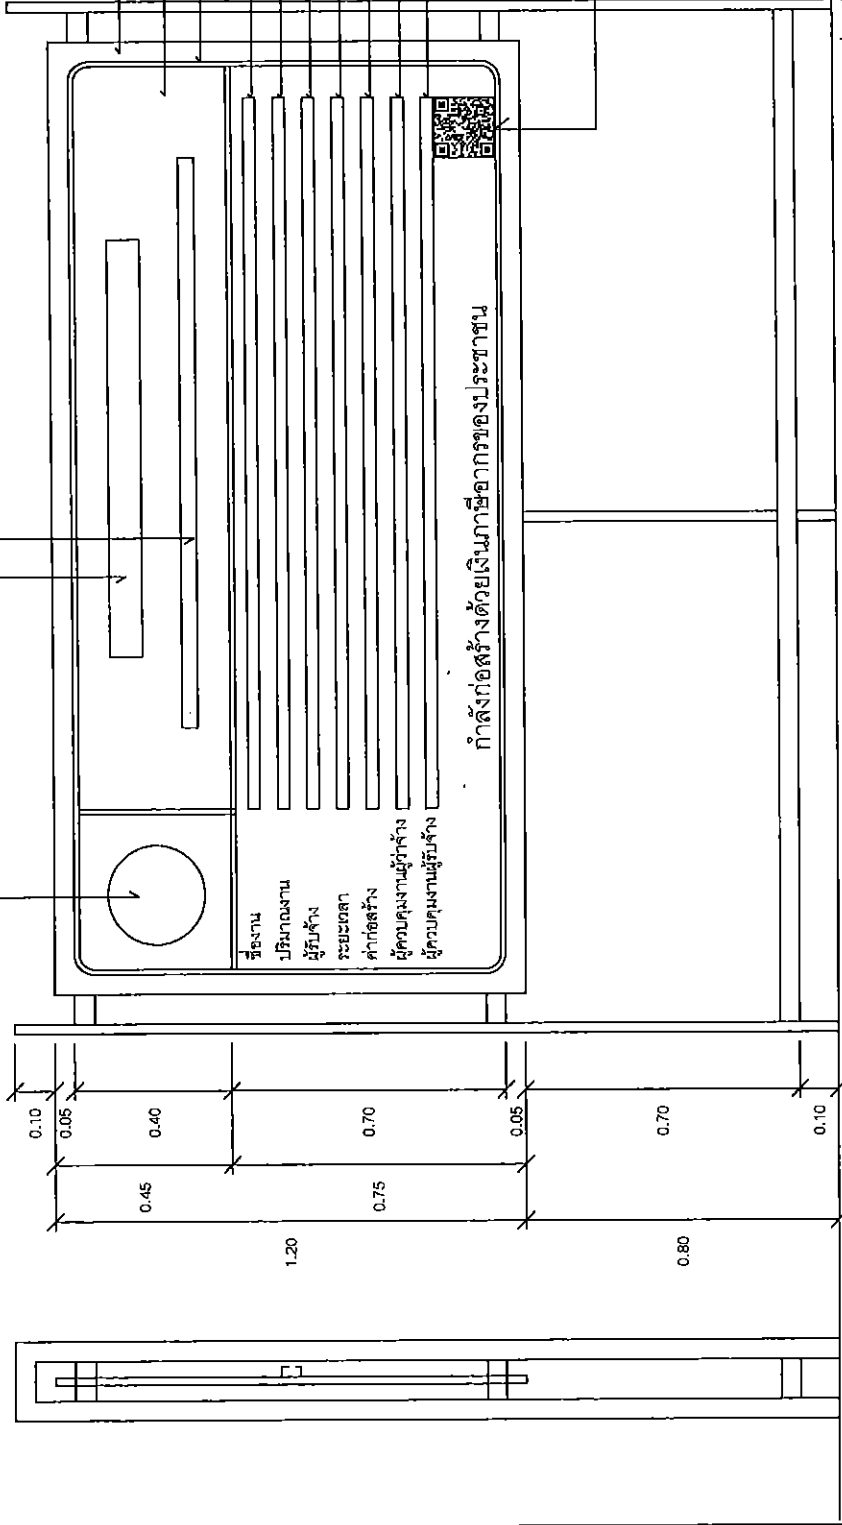 ชื่องาน
ปริมาณงาน
ผู้รับจ้าง
ระยะเวลา
ค่าก่อสร้าง
ผู้ควบคุมงานผู้ว่าจ้าง
ผู้ควบคุมงานผู้รับจ้าง
กำลังก่อสร้างด้วยเงินภาษีอากรของประชาชน
0.10
0.05
0.40
0.70
0.05
0.70
0.10
0.45
0.75
1.20
0.80